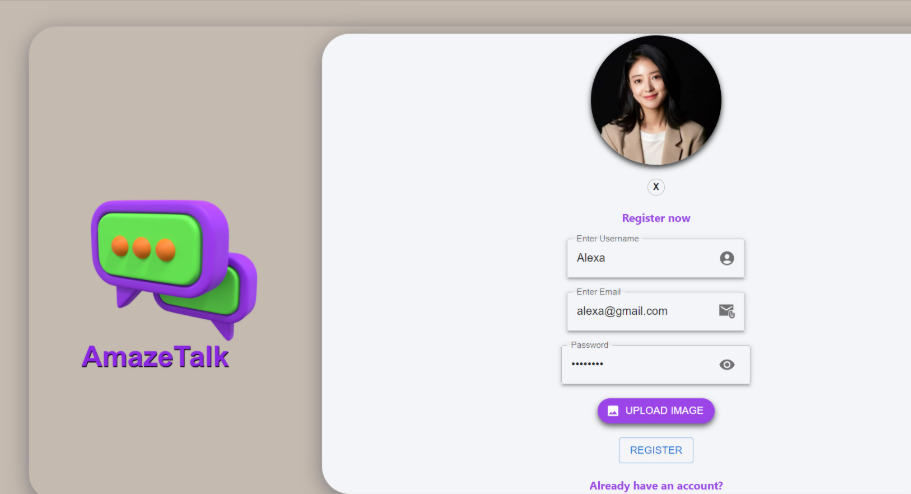 AmazeTalk
X
Register now
Enter Username
Alexa
Enter Email
alexa@gmail.com
Password
••••••••
UPLOAD IMAGE
REGISTER
Already have an account?